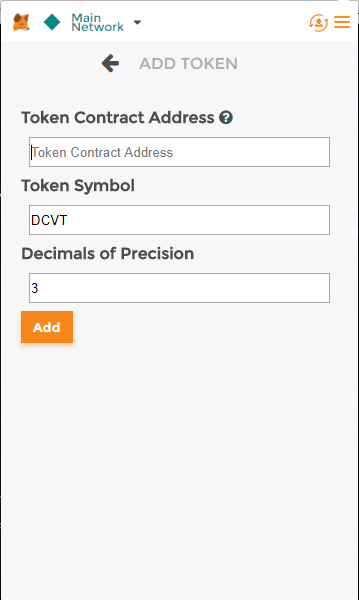 Main
Network
ADD TOKEN
Token Contract Address
Token Contract Address
Token Symbol
DCVT
Decimals of Precision
3
Add